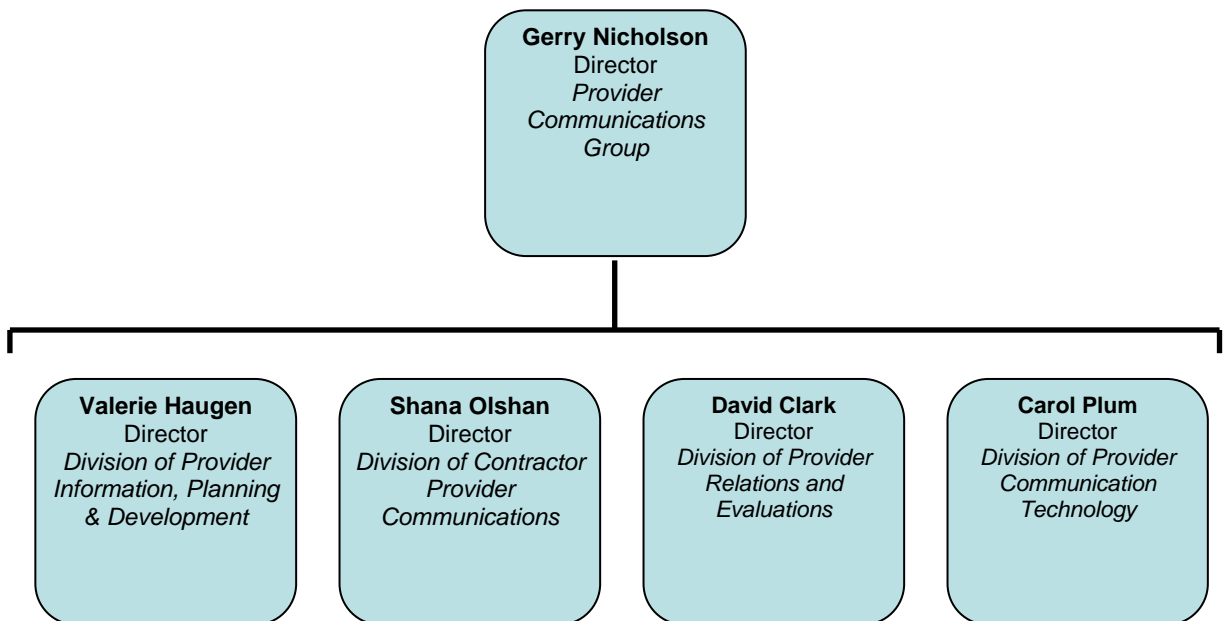 Gerry Nicholson
Director
Provider
Communications
Group
Valerie Haugen
Director
Division of Provider
Information, Planning
& Development
Shana Olshan
Director
Division of Contractor
Provider
Communications
David Clark
Director
Division of Provider
Relations and
Evaluations
Carol Plum
Director
Division of Provider
Communication
Technology